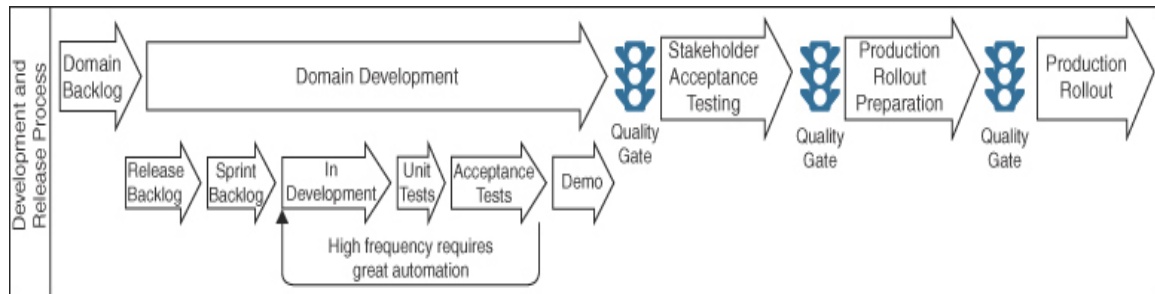 Development and
Release Process
Domain
Backlog
Domain Development
Quality
Gate
Stakeholder
Acceptance
Testing
Quality
Gate
Production
Rollout
Preparation
Quality
Gate
Production
Rollout
Release
Backlog
Sprint
Backlog
In
Development
Unit
Tests
Acceptance
Tests
Demo
High frequency requires
great automation